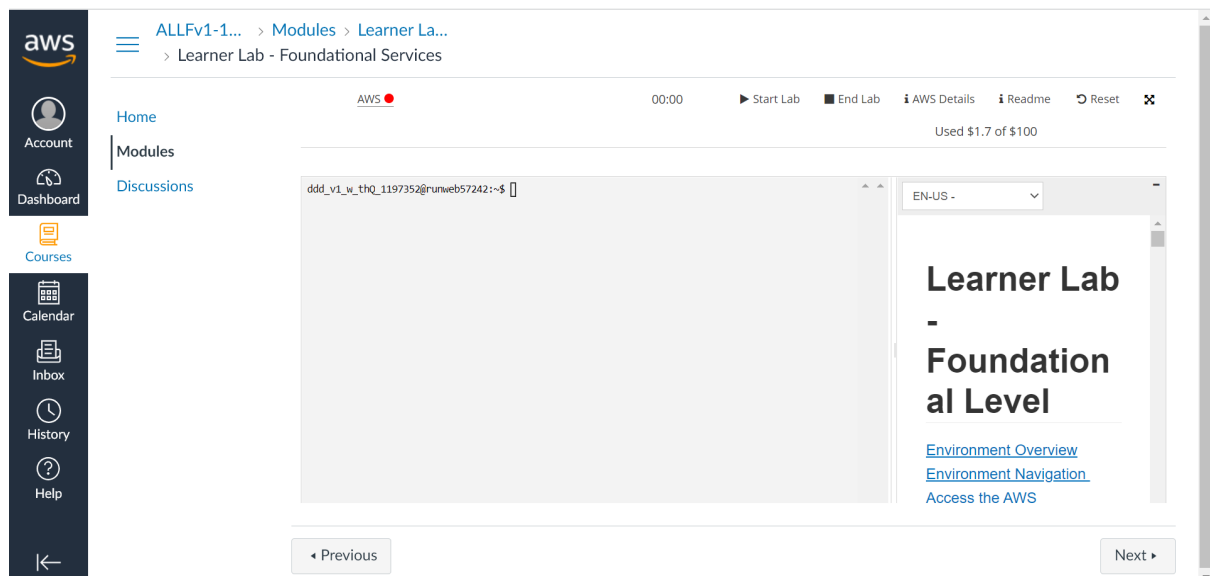 aws
ALLFv1-1... > Modules > Learner La...
> Learner Lab - Foundational Services
Account
Dashboard
Courses
Calendar
Inbox
History
Help
Home
Modules
Discussions
AWS
00:00
Start Lab
End Lab
AWS Details
Readme
Reset
Used $1.7 of $100
ddd_v1_w_thQ_1197352@runweb57242:~$
EN-US -
Learner Lab
-
Foundation
al Level
Environment Overview
Environment Navigation
Access the AWS
Previous
Next